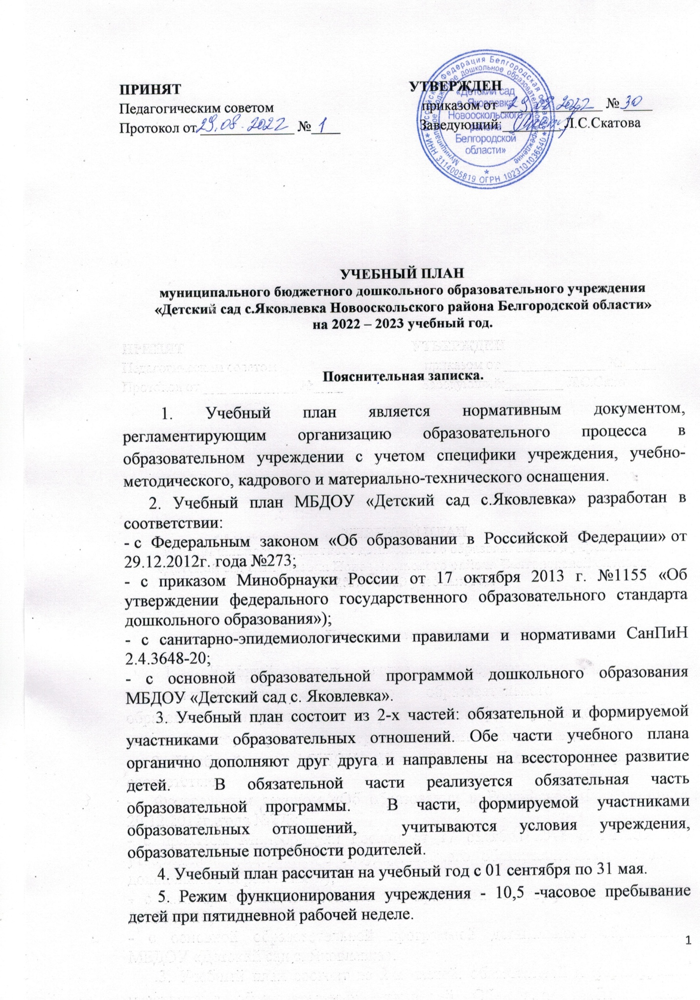 ПРИНЯТ
Педагогическим советом
Протокол от 29.08.2022 № 1
УТВЕРЖДЕН
приказом от 29 08 2022 № 30
Заведующий: Л.С.Скатова
Российская Федерация Белгородская область
Муниципальное бюджетное дошкольное образовательное учреждение
* ИНН 3114005819 ОГРН 1023101036540 *
«Детский сад
с. Яковлевка
Новооскольского
района
Белгородской
области»
*
УЧЕБНЫЙ ПЛАН
муниципального бюджетного дошкольного образовательного учреждения
«Детский сад с.Яковлевка Новооскольского района Белгородской области»
на 2022 – 2023 учебный год.
Пояснительная записка.
1. Учебный план является нормативным документом,
регламентирующим организацию образовательного процесса в
образовательном учреждении с учетом специфики учреждения, учебно-
методического, кадрового и материально-технического оснащения.
2. Учебный план МБДОУ «Детский сад с.Яковлевка» разработан в
соответствии:
- с Федеральным законом «Об образовании в Российской Федерации» от
29.12.2012г. года №273;
- с приказом Минобрнауки России от 17 октября 2013 г. №1155 «Об
утверждении федерального государственного образовательного стандарта
дошкольного образования»);
- с санитарно-эпидемиологическими правилами и нормативами СанПиН
2.4.3648-20;
- с основной образовательной программой дошкольного образования
МБДОУ «Детский сад с. Яковлевка».
3. Учебный план состоит из 2-х частей: обязательной и формируемой
участниками образовательных отношений. Обе части учебного плана
органично дополняют друг друга и направлены на всестороннее развитие
детей. В обязательной части реализуется обязательная часть
образовательной программы. В части, формируемой участниками
образовательных отношений, учитываются условия учреждения,
образовательные потребности родителей.
4. Учебный план рассчитан на учебный год с 01 сентября по 31 мая.
5. Режим функционирования учреждения - 10,5 -часовое пребывание
детей при пятидневной рабочей неделе.
1